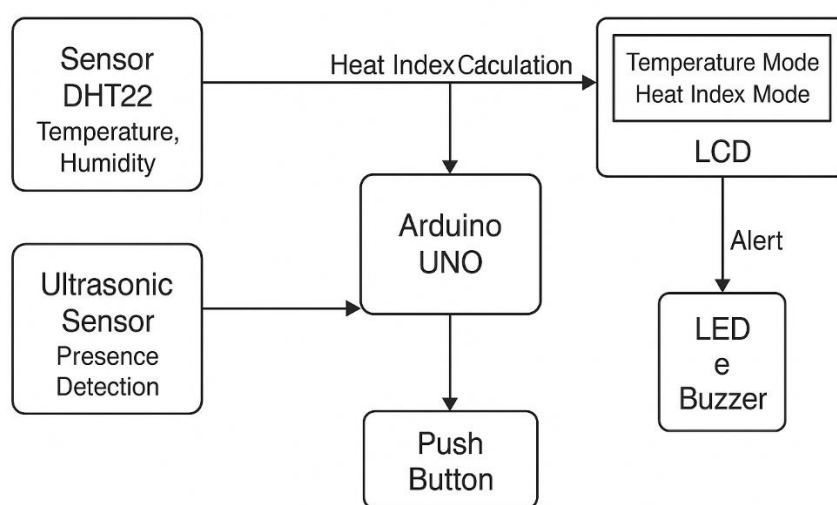 Sensor
DHT22
Temperature,
Humidity
Heat Index Calculation
Temperature Mode
Heat Index Mode
LCD
Arduino
UNO
Alert
Ultrasonic
Sensor
Presence
Detection
LED
e
Buzzer
Push
Button